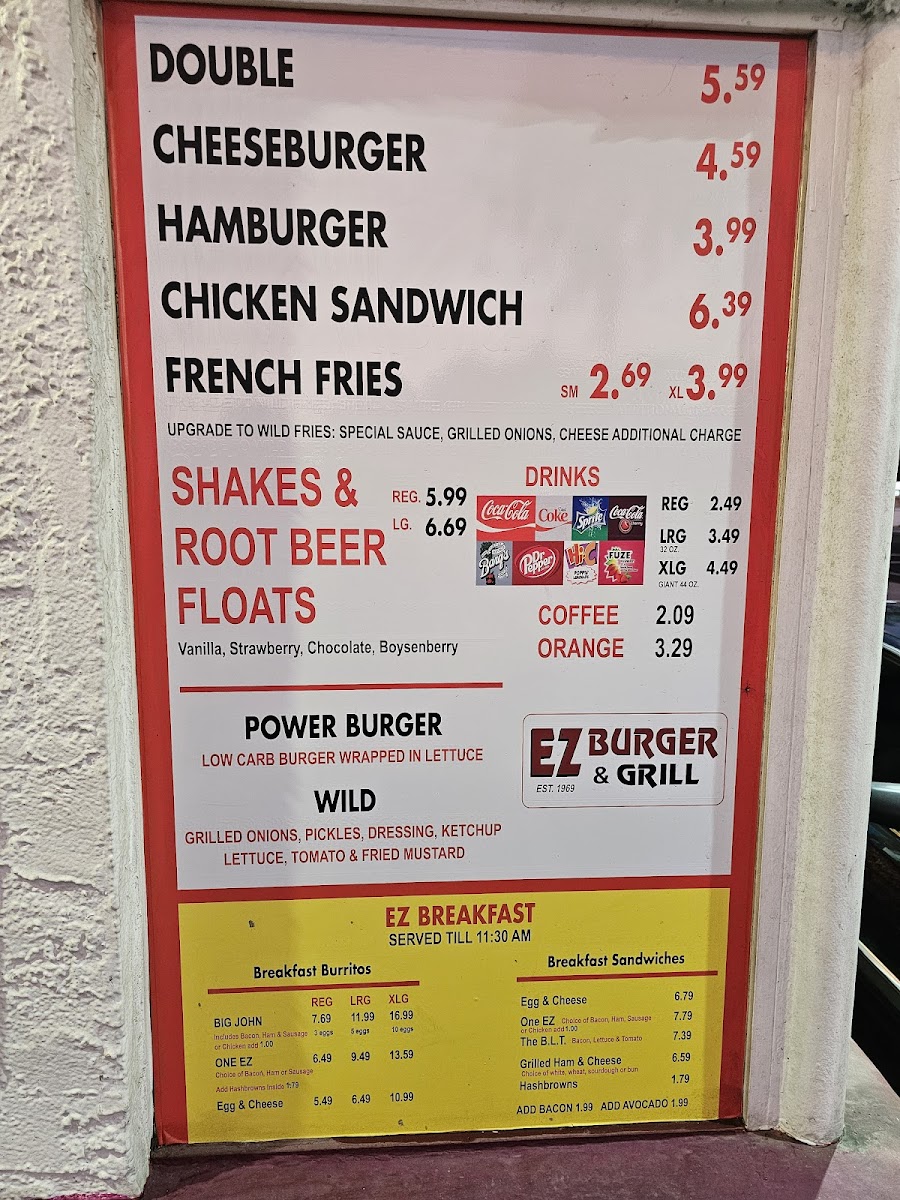 DOUBLE 5.59
CHEESEBURGER 4.59
HAMBURGER 3.99
CHICKEN SANDWICH 6.39
FRENCH FRIES SM 2.69 XL 3.99
UPGRADE TO WILD FRIES: SPECIAL SAUCE, GRILLED ONIONS, CHEESE ADDITIONAL CHARGE
SHAKES &
ROOT BEER
FLOATS
REG. 5.99
LG. 6.69
Vanilla, Strawberry, Chocolate, Boysenberry
DRINKS
Coca-Cola Coke Sprite Coca-Cola
Barq's Dr Pepper Hi-C FUZE
REG 2.49
LRG 3.49
32 OZ.
XLG 4.49
GIANT 44 OZ.
COFFEE 2.09
ORANGE 3.29
POWER BURGER
LOW CARB BURGER WRAPPED IN LETTUCE
WILD
GRILLED ONIONS, PICKLES, DRESSING, KETCHUP
LETTUCE, TOMATO & FRIED MUSTARD
EZ BURGER
& GRILL
EST. 1969
EZ BREAKFAST
SERVED TILL 11:30 AM
Breakfast Burritos
REG LRG XLG
BIG JOHN 7.69 11.99 16.99
Includes Bacon, Ham & Sausage 3 eggs 5 eggs 10 eggs
or Chicken add 1.00
ONE EZ 6.49 9.49 13.59
Choice of Bacon, Ham or Sausage
Add Hashbrowns Inside 1.79
Egg & Cheese 5.49 6.49 10.99
Breakfast Sandwiches
Egg & Cheese 6.79
One EZ Choice of Bacon, Ham, Sausage 7.79
or Chicken add 1.00
The B.L.T. Bacon, Lettuce & Tomato 7.39
Grilled Ham & Cheese 6.59
Choice of white, wheat, sourdough or bun
Hashbrowns 1.79
ADD BACON 1.99 ADD AVOCADO 1.99